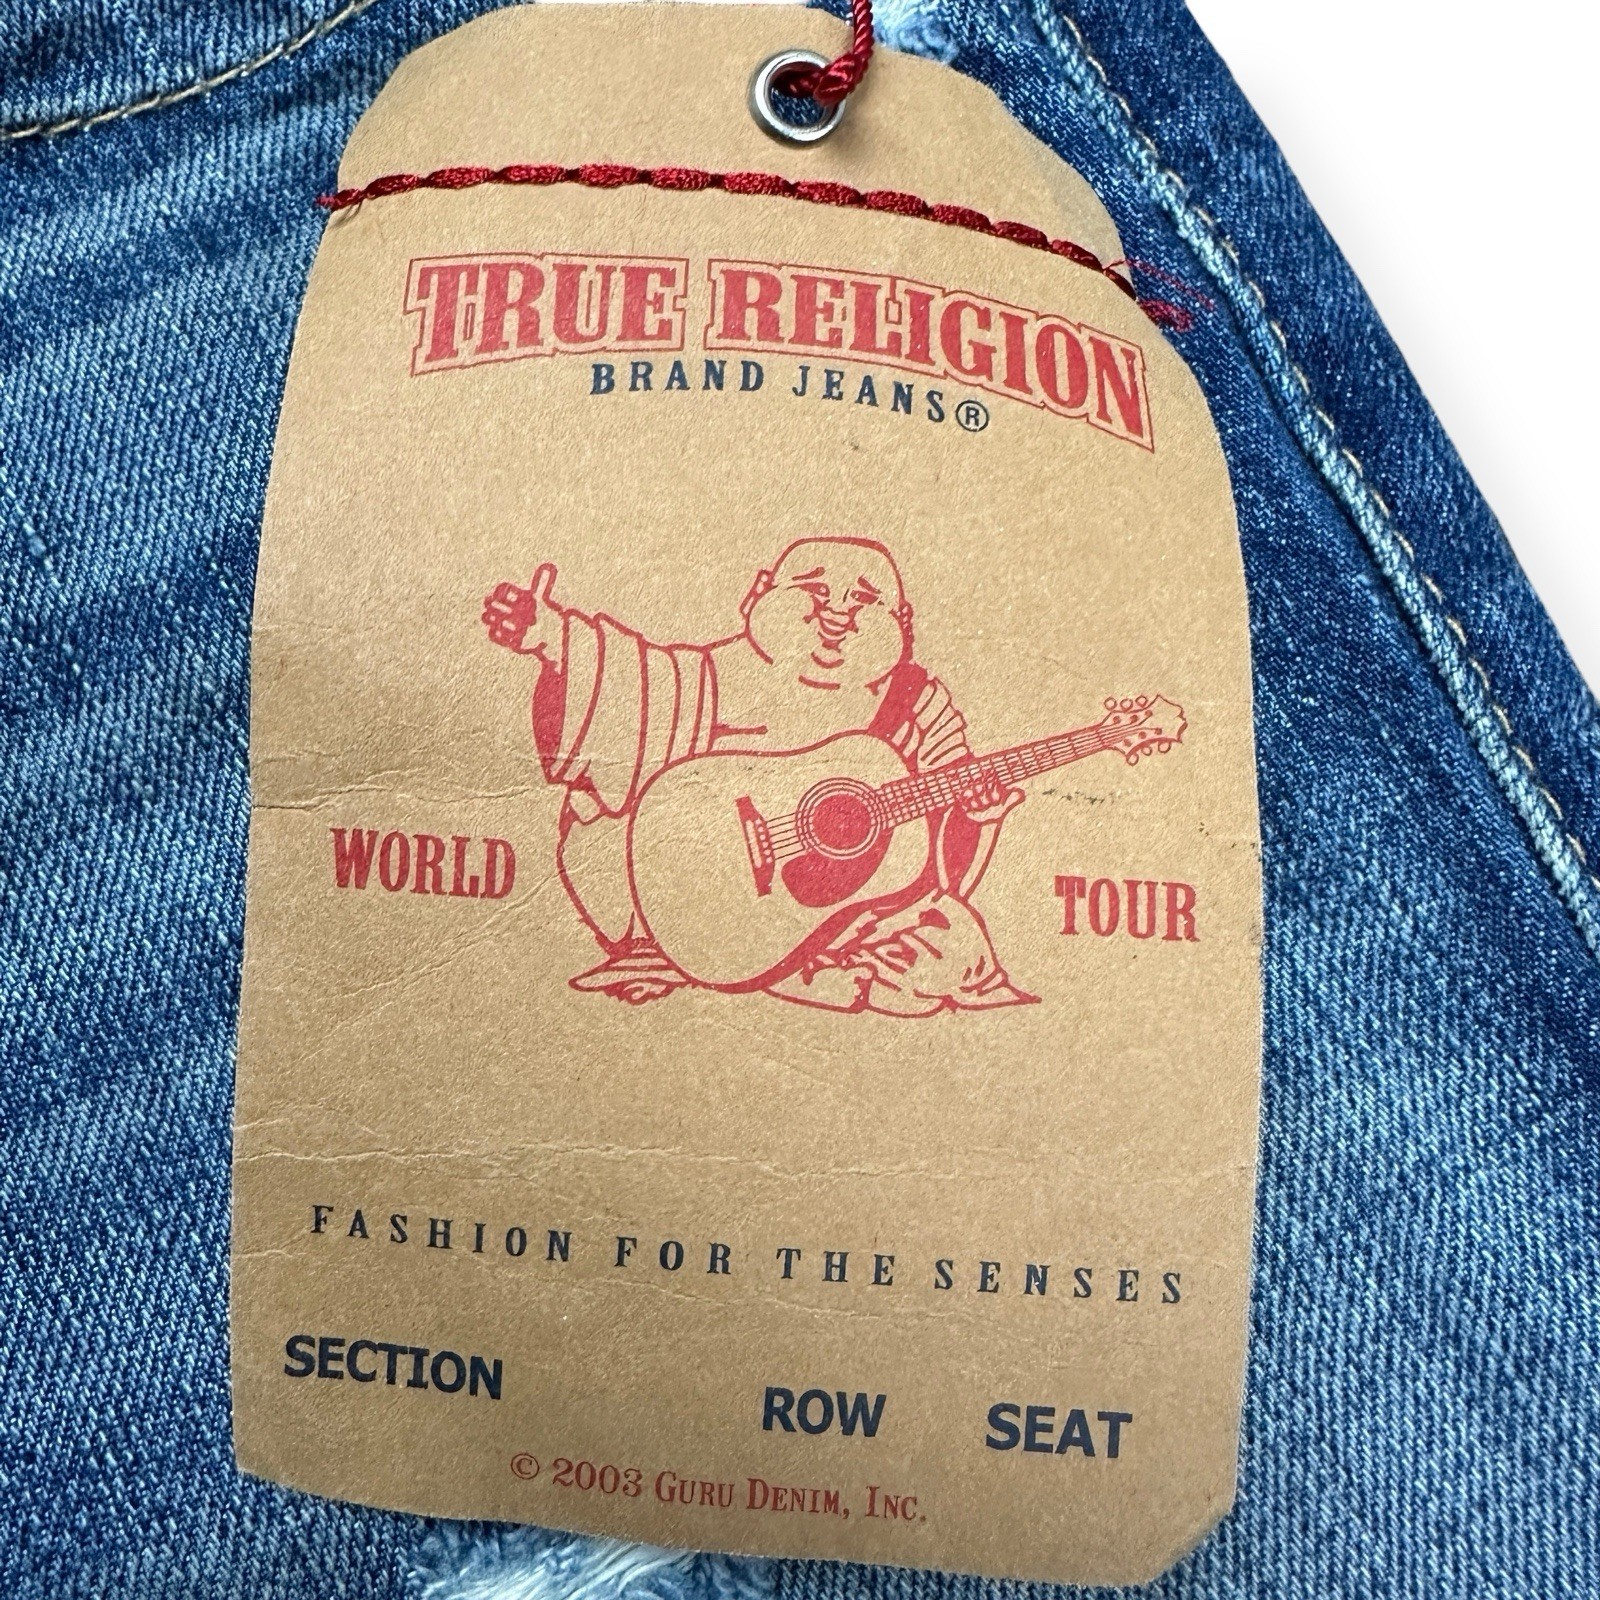 TRUE RELIGION
BRAND JEANS®
WORLD TOUR
FASHION FOR THE SENSES
SECTION ROW SEAT
© 2003 GURU DENIM, INC.